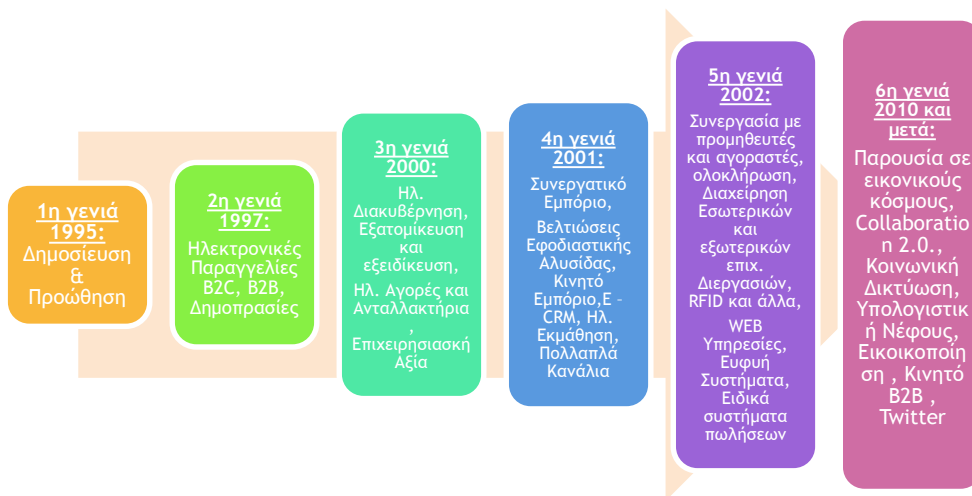 1η γενιά
1995:
Δημοσίευση
&
Προώθηση
2η γενιά
1997:
Ηλεκτρονικές
Παραγγελίες
B2C, B2B,
Δημοπρασίες
3η γενιά
2000:
Ηλ.
Διακυβέρνηση,
Εξατομίκευση
και
εξειδίκευση,
Ηλ. Αγορές και
Ανταλλακτήρια
,
Επιχειρησιασκή
Αξία
4η γενιά
2001:
Συνεργατικό
Εμπόριο,
Βελτιώσεις
Εφοδιαστικής
Αλυσίδας,
Κινητό
Εμπόριο,E -
CRM, Ηλ.
Εκμάθηση,
Πολλαπλά
Κανάλια
5η γενιά
2002:
Συνεργασία με
προμηθευτές
και αγοραστές,
ολοκλήρωση,
Διαχείρηση
Εσωτερικών
και
εξωτερικών
επιχ.
Διεργασιών,
RFID και άλλα,
WEB
Υπηρεσίες,
Ευφυή
Συστήματα,
Ειδικά
συστήματα
πωλήσεων
6η γενιά
2010 και
μετά:
Παρουσία σε
εικονικούς
κόσμους,
Collaboratio
n 2.0.,
Κοινωνική
Δικτύωση,
Υπολογιστικ
ή Νέφους,
Εικοικοποίη
ση , Κινητό
B2B ,
Twitter